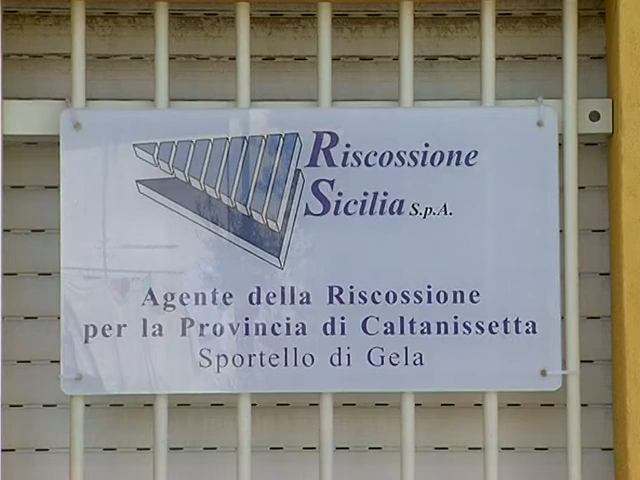 Riscossione
Sicilia S.p.A.
Agente della Riscossione
per la Provincia di Caltanissetta
Sportello di Gela